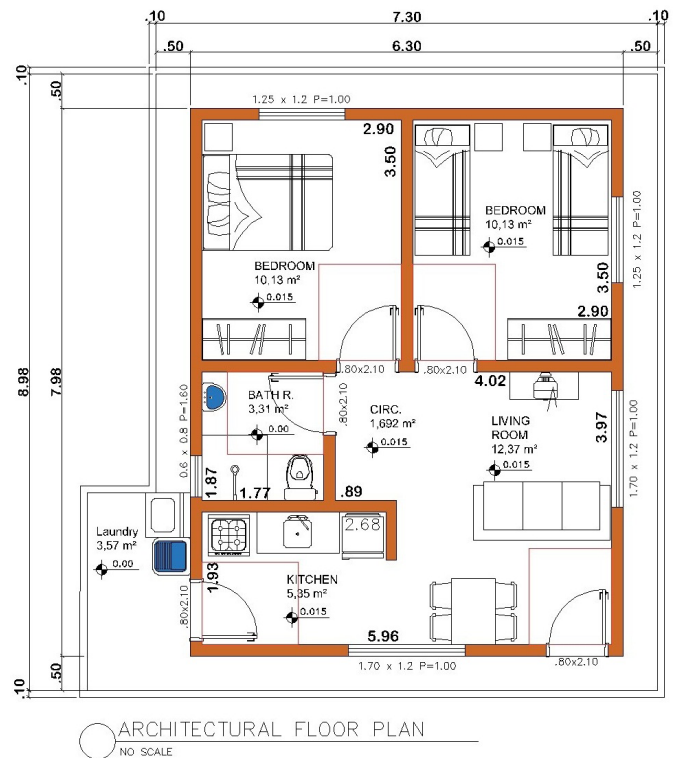 .10
7.30
.10
.50
6.30
.50
.10
.50
8.98
7.98
.50
.10
1.25 x 1.2 P=1.00
2.90
3.50
BEDROOM
10,13 m²
0.015
BEDROOM
10,13 m²
0.015
1.25 x 1.2 P=1.00
3.50
2.90
.80x2.10
.80x2.10
4.02
BATH R.
3,31 m²
0.00
.80x2.10
0.6 x 0.8 P=1.60
1.87
1.77
.89
CIRC.
1,692 m²
0.015
LIVING
ROOM
12,37 m²
0.015
3.97
1.70 x 1.2 P=1.00
2.68
Laundry
3,57 m²
0.00
.80x2.10
1.93
KITCHEN
5,35 m²
0.015
5.96
1.70 x 1.2 P=1.00
.80x2.10
ARCHITECTURAL FLOOR PLAN
NO SCALE